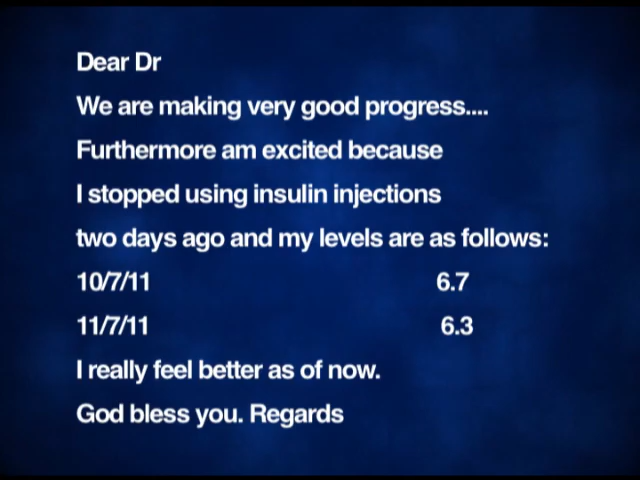 Dear Dr
We are making very good progress....
Furthermore am excited because
I stopped using insulin injections
two days ago and my levels are as follows:
10/7/11 6.7
11/7/11 6.3
I really feel better as of now.
God bless you. Regards